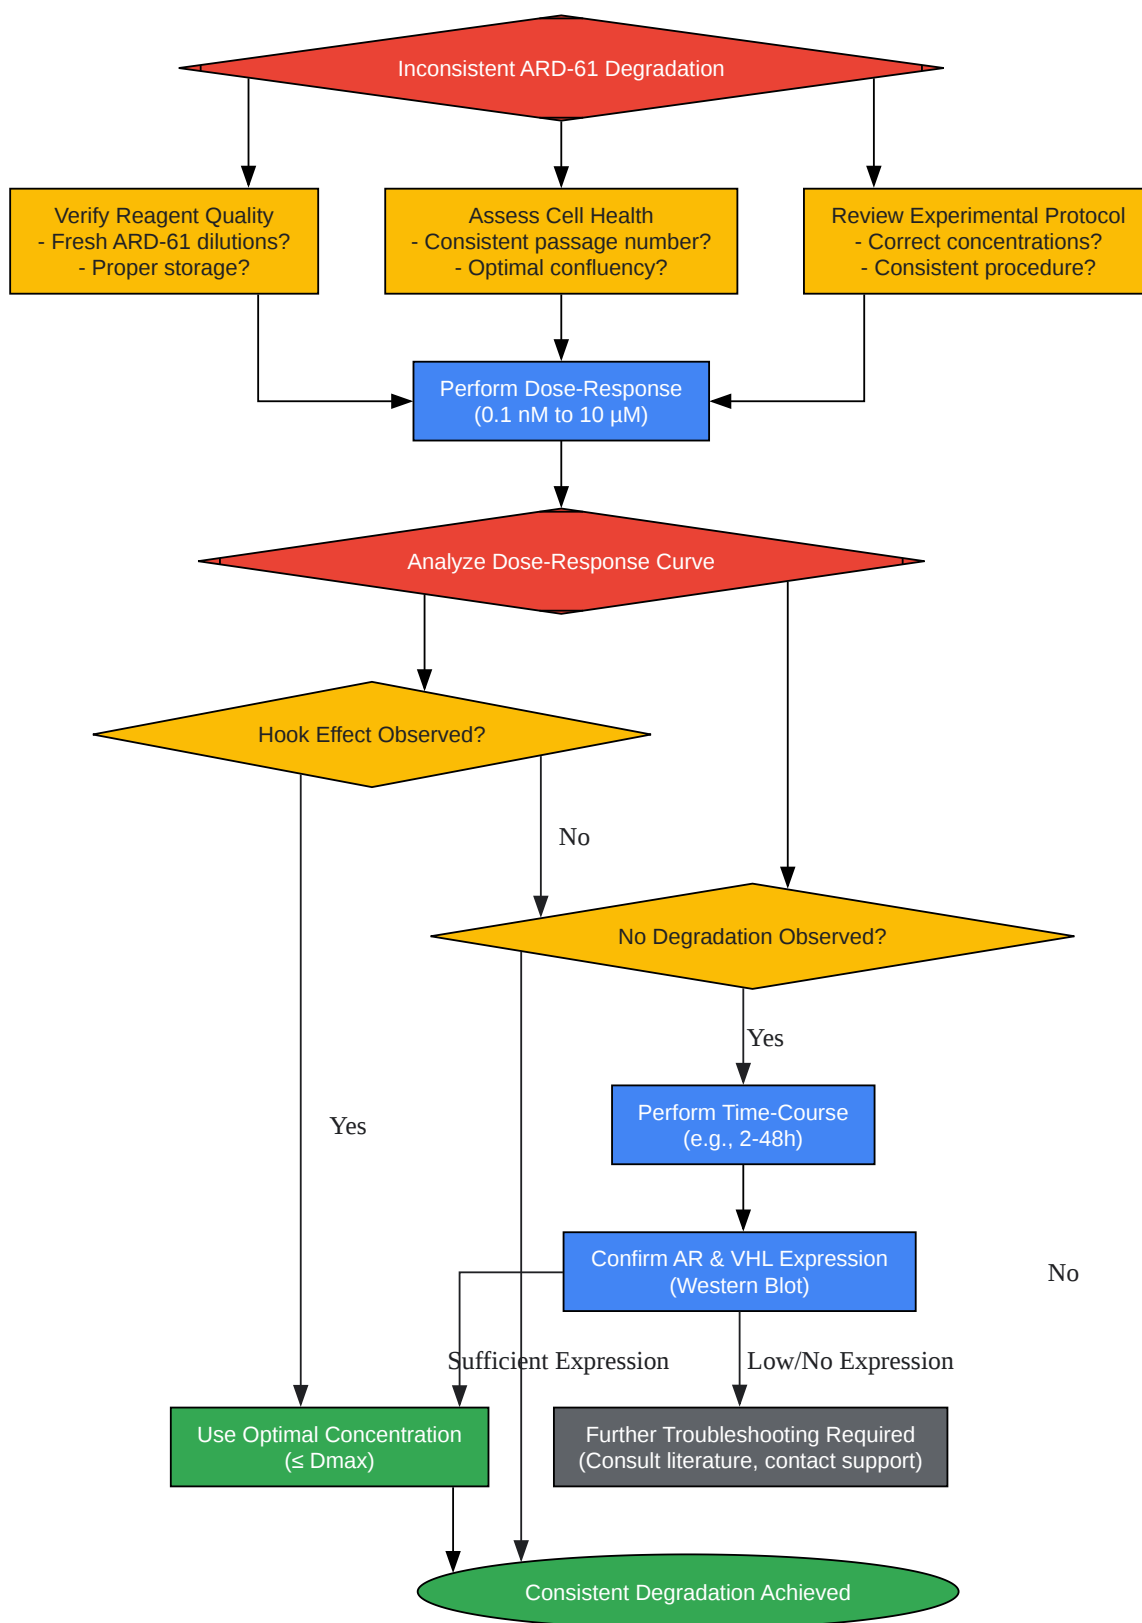 Inconsistent ARD-61 Degradation
Verify Reagent Quality
- Fresh ARD-61 dilutions?
- Proper storage?
Assess Cell Health
- Consistent passage number?
- Optimal confluency?
Review Experimental Protocol
- Correct concentrations?
- Consistent procedure?
Perform Dose-Response
(0.1 nM to 10 µM)
Analyze Dose-Response Curve
Hook Effect Observed?
No
No Degradation Observed?
Yes
Perform Time-Course
(e.g., 2-48h)
Yes
Confirm AR & VHL Expression
(Western Blot)
No
Sufficient Expression
Low/No Expression
Use Optimal Concentration
(≤ Dmax)
Further Troubleshooting Required
(Consult literature, contact support)
Consistent Degradation Achieved